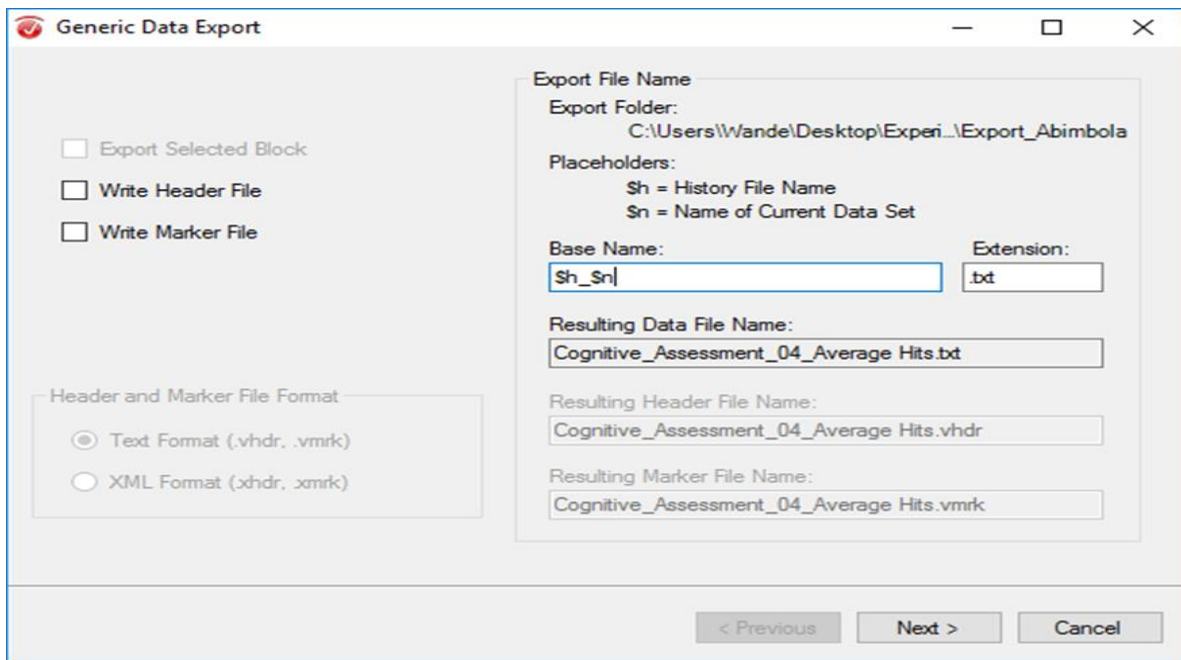 Generic Data Export
Export Selected Block
Write Header File
Write Marker File
Header and Marker File Format
Text Format (.vhdr, .vmrk)
XML Format (.xhdr, .xmrk)
Export File Name
Export Folder:
C:\Users\Wande\Desktop\Experi...\Export_Abimbola
Placeholders:
$h = History File Name
$n = Name of Current Data Set
Base Name:
Extension:
$h_$n
.txt
Resulting Data File Name:
Cognitive_Assessment_04_Average Hits.txt
Resulting Header File Name:
Cognitive_Assessment_04_Average Hits.vhdr
Resulting Marker File Name:
Cognitive_Assessment_04_Average Hits.vmrk
< Previous
Next >
Cancel